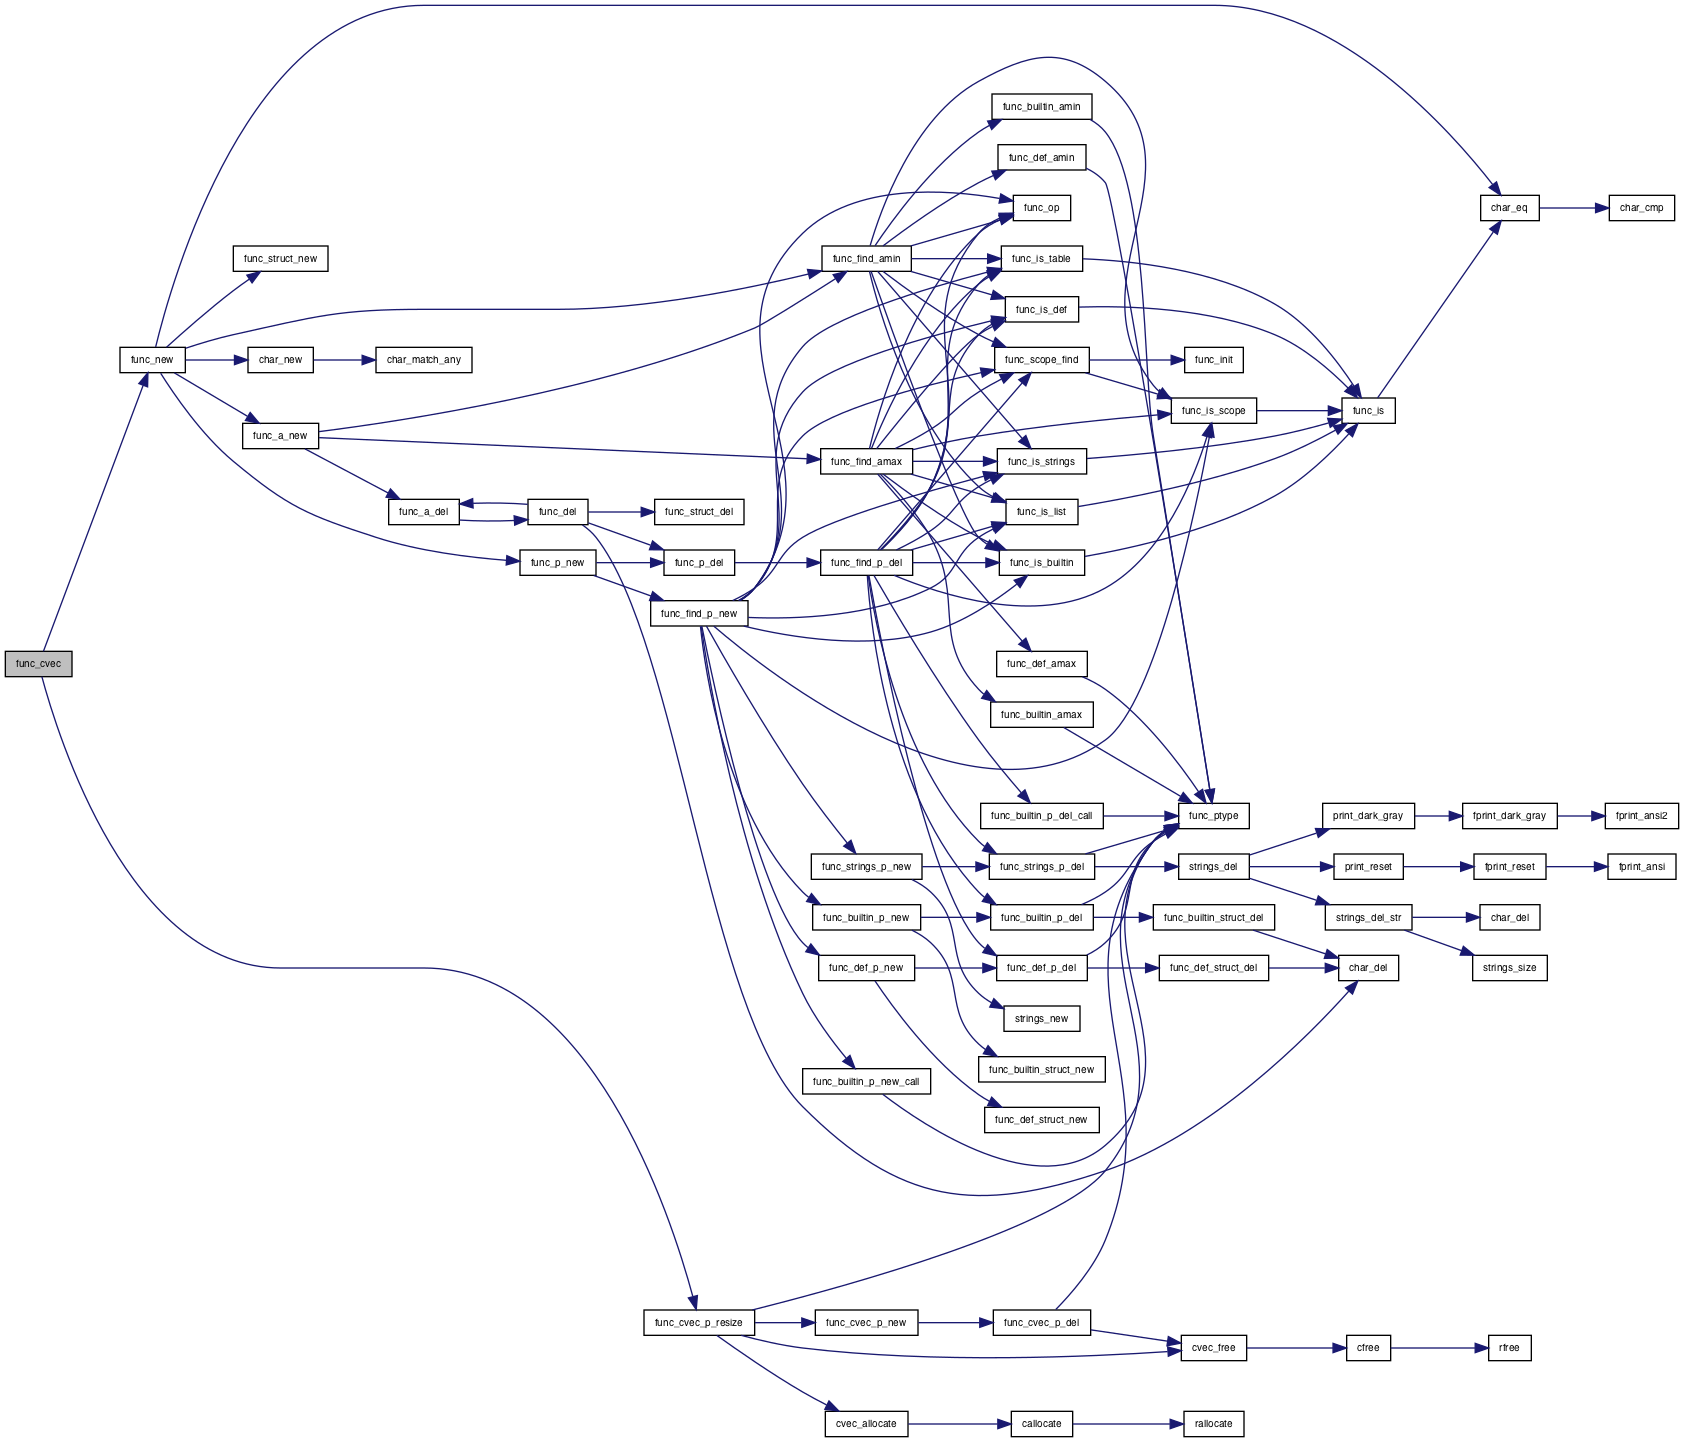 func_builtin_amin
func_def_amin
func_op
char_eq
char_cmp
func_struct_new
func_find_amin
func_is_table
func_is_def
func_new
char_new
char_match_any
func_scope_find
func_init
func_is_scope
func_is
func_a_new
func_find_amax
func_is_strings
func_a_del
func_del
func_struct_del
func_is_list
func_p_new
func_p_del
func_find_p_del
func_is_builtin
func_find_p_new
func_cvec
func_def_amax
func_builtin_amax
func_builtin_p_del_call
func_ptype
print_dark_gray
fprint_dark_gray
fprint_ansi2
func_strings_p_new
func_strings_p_del
strings_del
print_reset
fprint_reset
fprint_ansi
func_builtin_p_new
func_builtin_p_del
func_builtin_struct_del
strings_del_str
char_del
func_def_p_new
func_def_p_del
func_def_struct_del
char_del
strings_size
strings_new
func_builtin_struct_new
func_builtin_p_new_call
func_def_struct_new
func_cvec_p_resize
func_cvec_p_new
func_cvec_p_del
cvec_free
cfree
rfree
cvec_allocate
callocate
rallocate